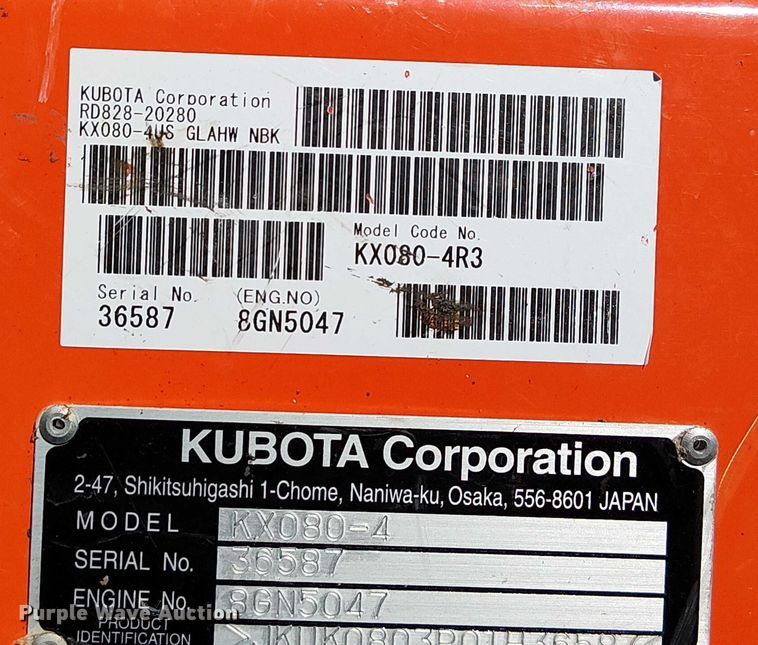 KUBOTA Corporation
RD828-20280
KX080-4US GLAHW NBK
Model Code No.
KX080-4R3
Serial No. (ENG.NO)
36587 8GN5047
KUBOTA Corporation
2-47, Shikitsuhigashi 1-Chome, Naniwa-ku, Osaka, 556-8601 JAPAN
MODEL KX080-4
SERIAL No. 36587
ENGINE No. 8GN5047
PRODUCT
IDENTIFICATION
Purple Wave Auction